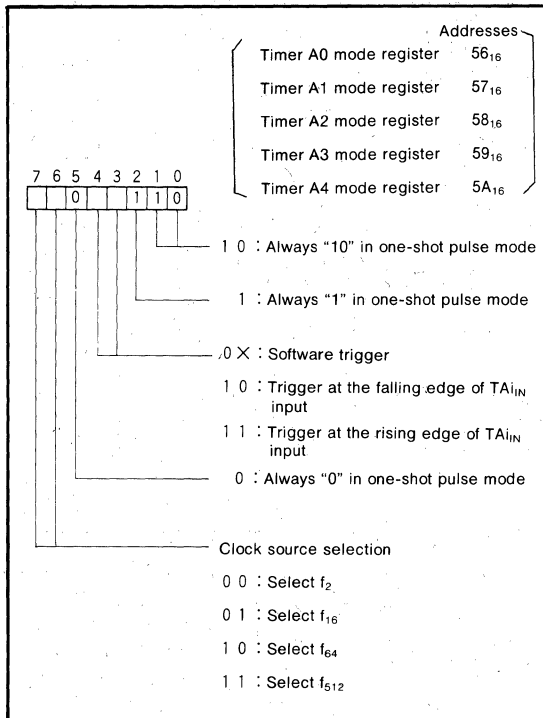 Addresses
Timer A0 mode register 56₁₆
Timer A1 mode register 57₁₆
Timer A2 mode register 58₁₆
Timer A3 mode register 59₁₆
Timer A4 mode register 5A₁₆
7 6 5 4 3 2 1 0
0 1 1 0
1 0 : Always “10” in one-shot pulse mode
1 : Always “1” in one-shot pulse mode
0 X : Software trigger
1 0 : Trigger at the falling edge of TAiIN
input
1 1 : Trigger at the rising edge of TAiIN
input
0 : Always “0” in one-shot pulse mode
Clock source selection
0 0 : Select f₂
0 1 : Select f₁₆
1 0 : Select f₆₄
1 1 : Select f₅₁₂